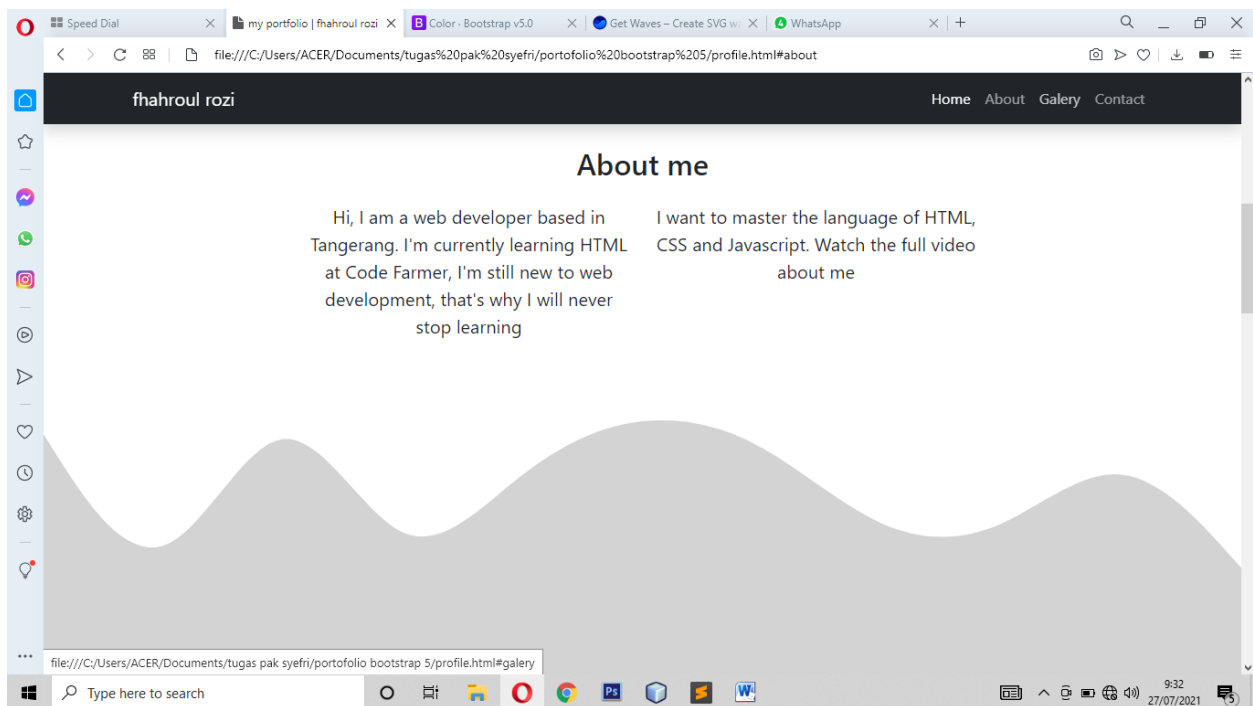 Speed Dial
my portfolio | fhahroul rozi
B Color · Bootstrap v5.0
Get Waves – Create SVG wa
4 WhatsApp
file:///C:/Users/ACER/Documents/tugas%20pak%20syefri/portofolio%20bootstrap%205/profile.html#about
fhahroul rozi
Home About Galery Contact
About me
Hi, I am a web developer based in
Tangerang. I'm currently learning HTML
at Code Farmer, I'm still new to web
development, that's why I will never
stop learning
I want to master the language of HTML,
CSS and Javascript. Watch the full video
about me
file:///C:/Users/ACER/Documents/tugas pak syefri/portofolio bootstrap 5/profile.html#galery
Type here to search
Ps
W
9:32
27/07/2021
5